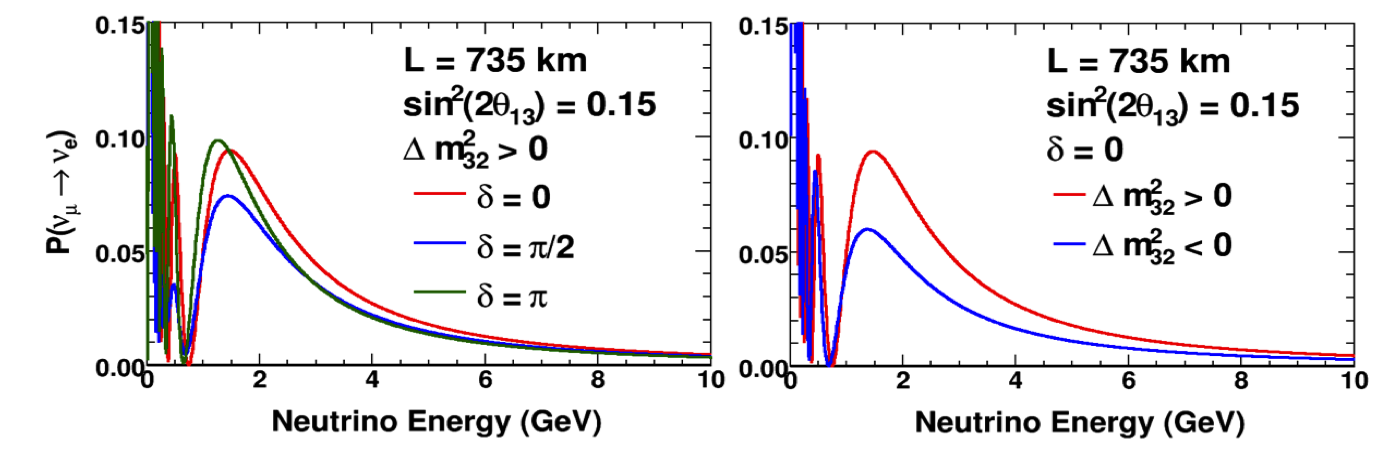 P(νμ → νe)
0.15
0.10
0.05
0.00
L = 735 km
sin²(2θ₁₃) = 0.15
Δ m²₃₂ > 0
δ = 0
δ = π/2
δ = π
0 2 4 6 8 10
Neutrino Energy (GeV)
0.15
0.10
0.05
0.00
L = 735 km
sin²(2θ₁₃) = 0.15
δ = 0
Δ m²₃₂ > 0
Δ m²₃₂ < 0
0 2 4 6 8 10
Neutrino Energy (GeV)